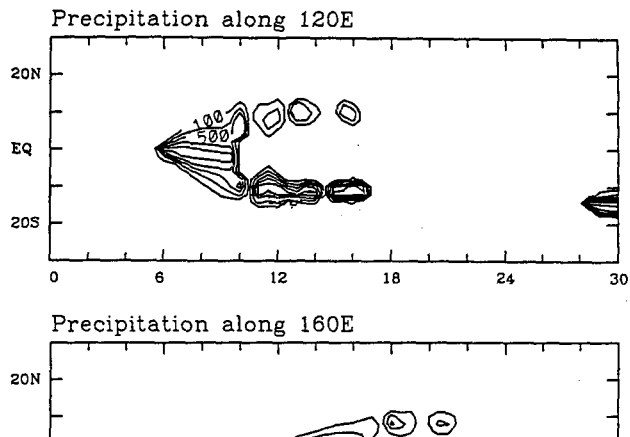 Precipitation along 120E
20N
100
500
EQ
20S
0 6 12 18 24 30
Precipitation along 160E
20N